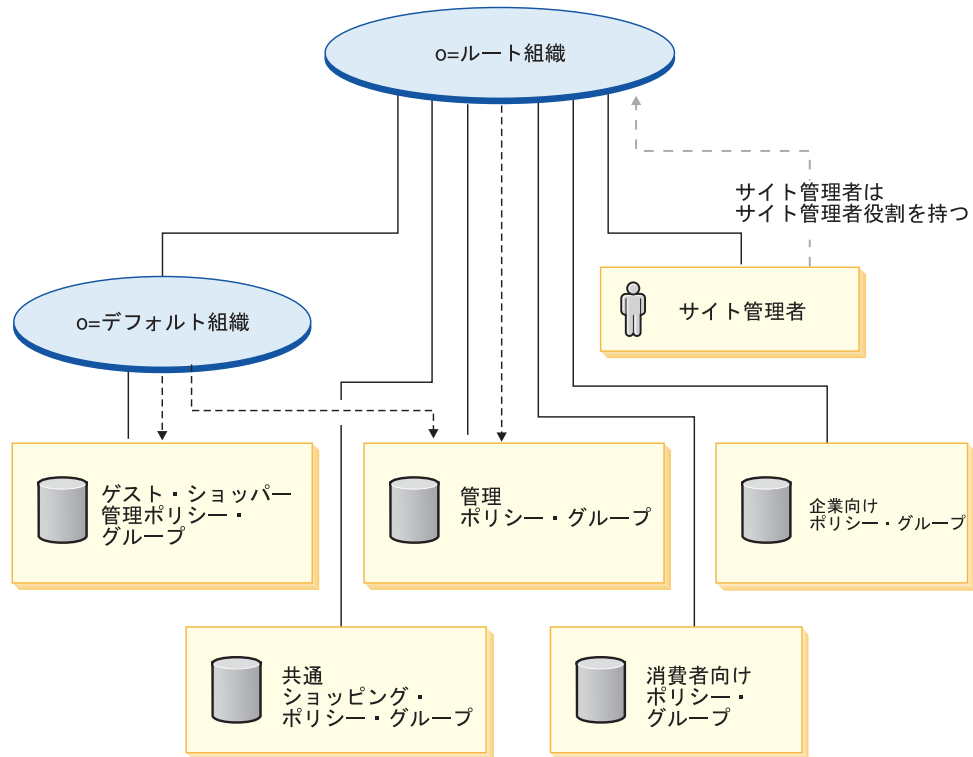 o=ルート組織
サイト管理者は
サイト管理者役割を持つ
サイト管理者
o=デフォルト組織
ゲスト・ショッパー
管理ポリシー・
グループ
管理
ポリシー・グループ
企業向け
ポリシー・グループ
共通
ショッピング・
ポリシー・グループ
消費者向け
ポリシー・
グループ